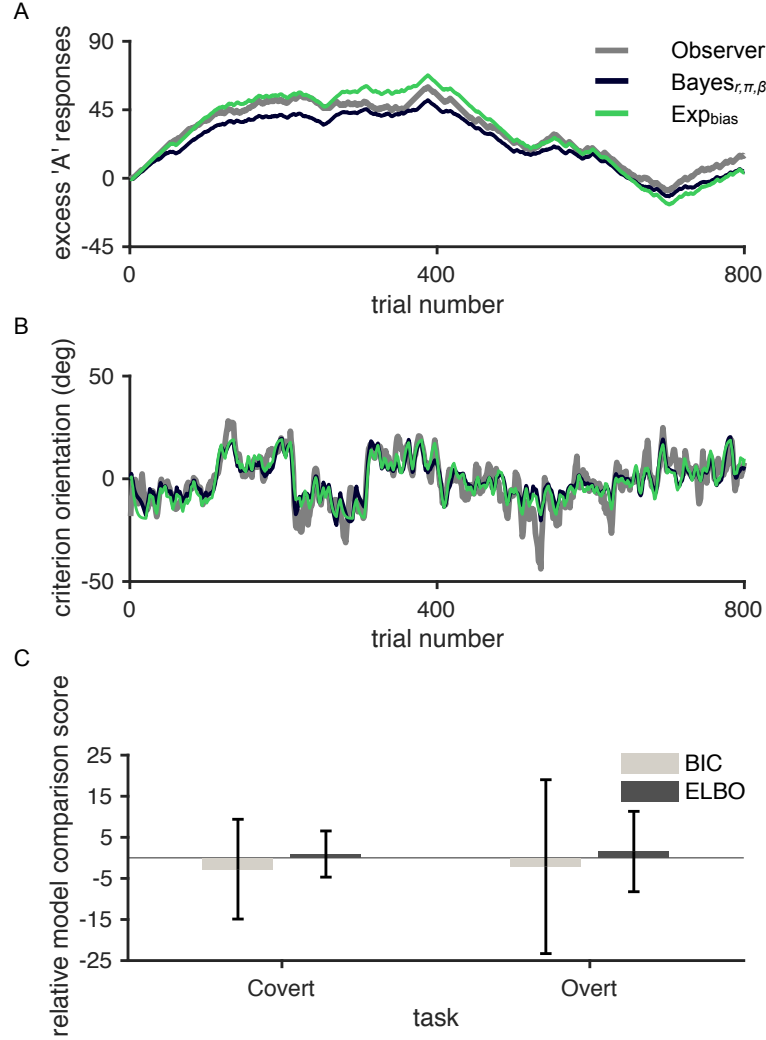 A
excess 'A' responses
90
45
0
-45
0
400
800
trial number
Observer
Bayesr,π,β
Expbias
B
criterion orientation (deg)
50
0
-50
0
400
800
trial number
C
relative model comparison score
25
15
5
-5
-15
-25
BIC
ELBO
Covert
Overt
task